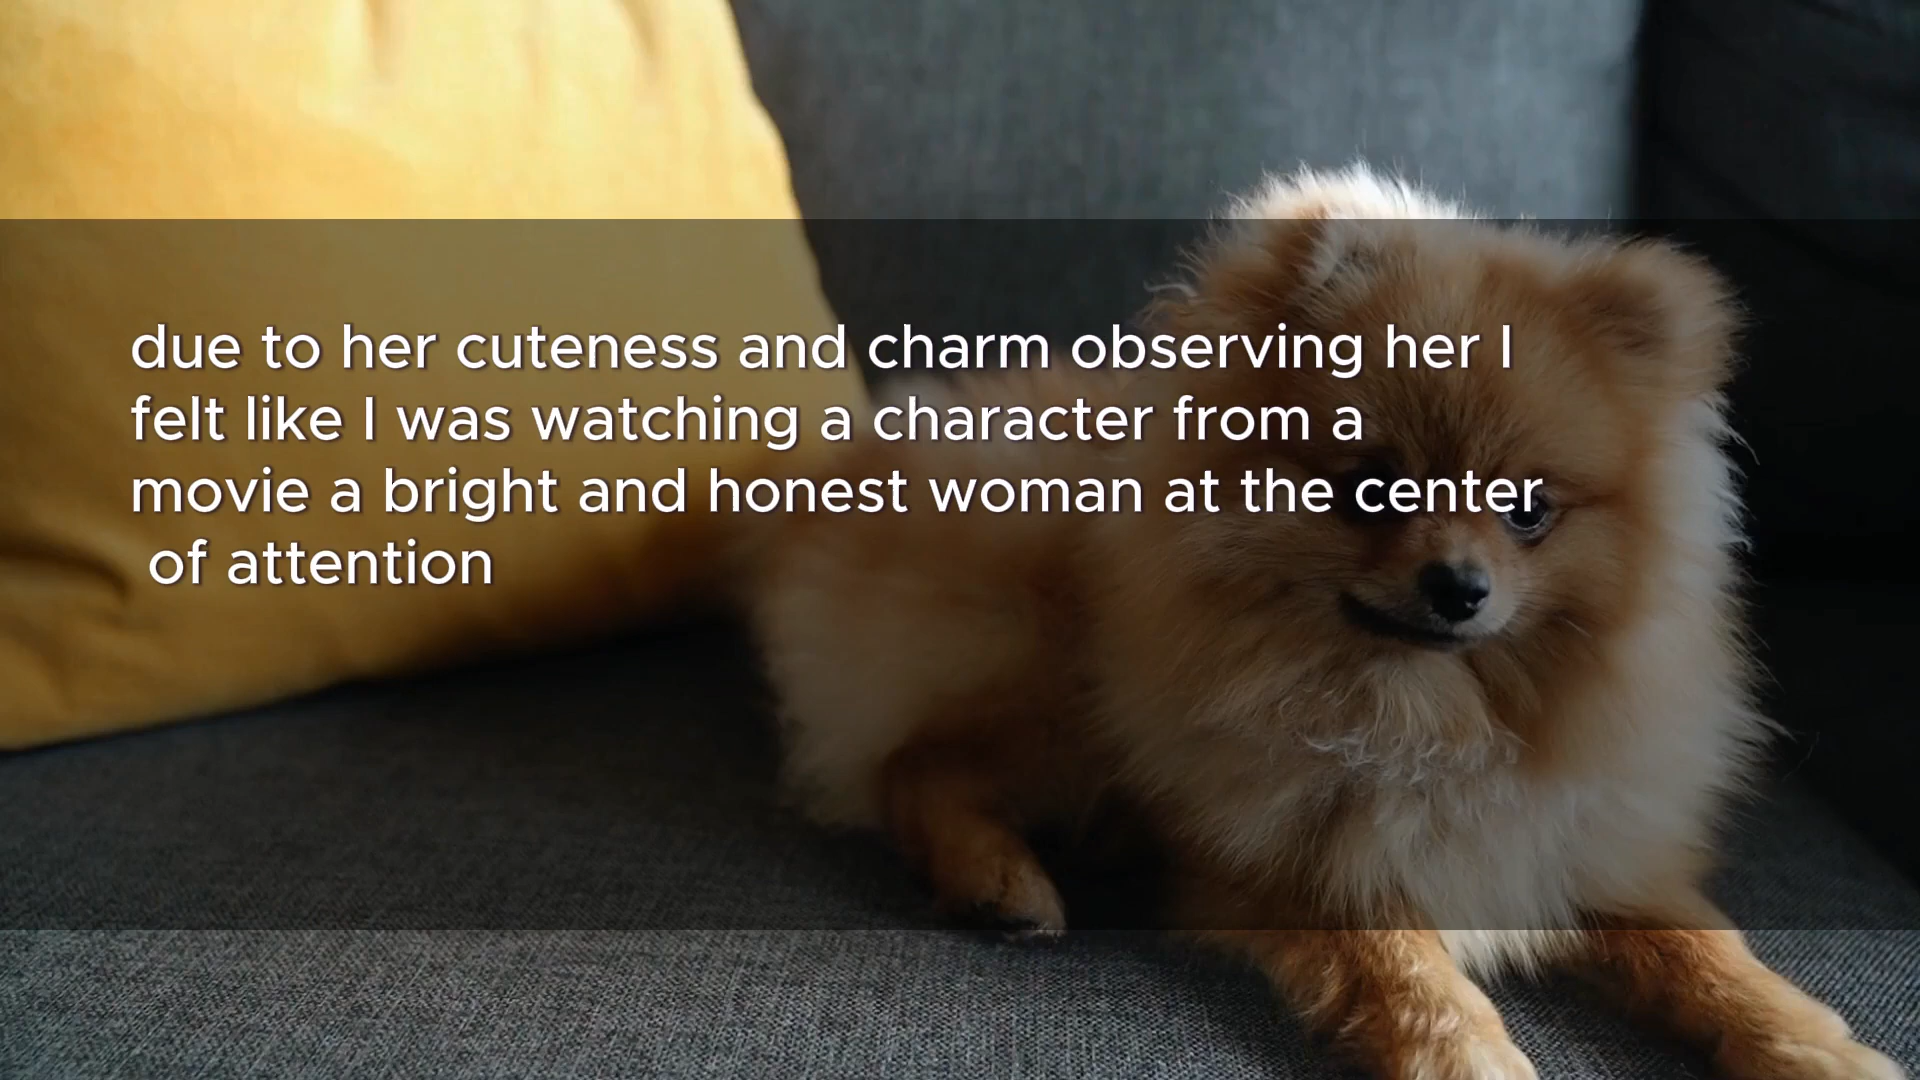 due to her cuteness and charm observing her I
felt like I was watching a character from a
movie a bright and honest woman at the center
of attention